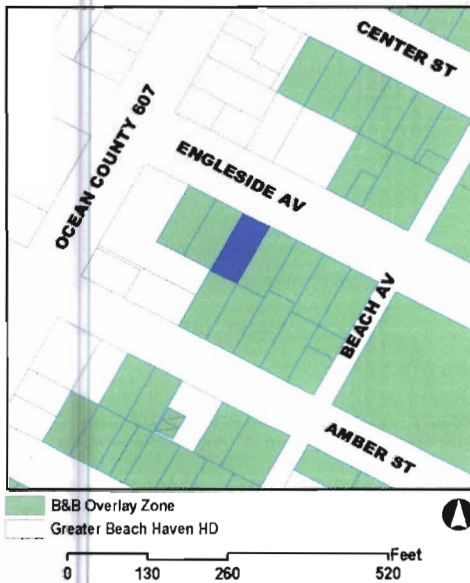 CENTER ST
OCEAN COUNTY 607
ENGLESIDE AV
BEACH AV
AMBER ST
B&B Overlay Zone
Greater Beach Haven HD
Feet
0 130 260 520